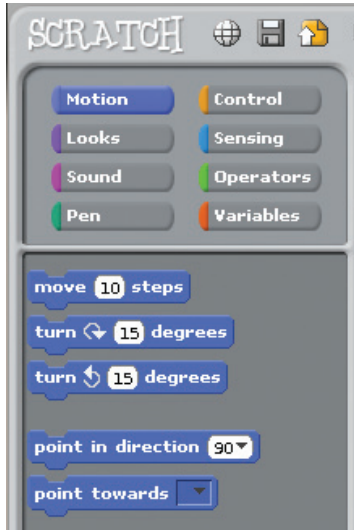 SCRATCH
Motion Control
Looks Sensing
Sound Operators
Pen Variables
move 10 steps
turn 15 degrees
turn 15 degrees
point in direction 90
point towards